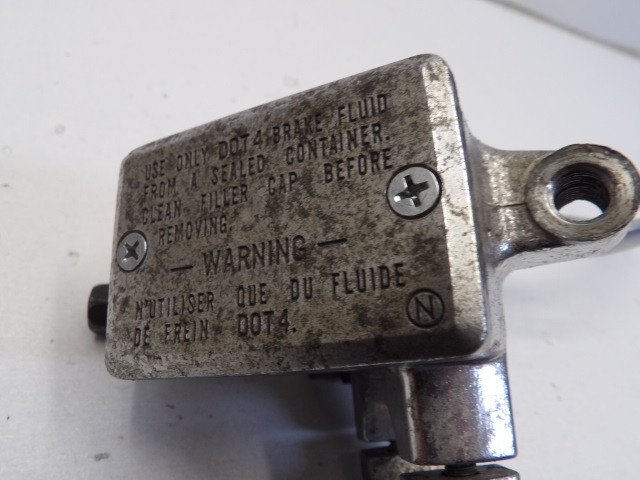 USE ONLY DOT4 BRAKE FLUID
FROM A SEALED CONTAINER.
CLEAN FILLER CAP BEFORE
REMOVING.
— WARNING —
N'UTILISER QUE DU FLUIDE
DE FREIN DOT4.
N